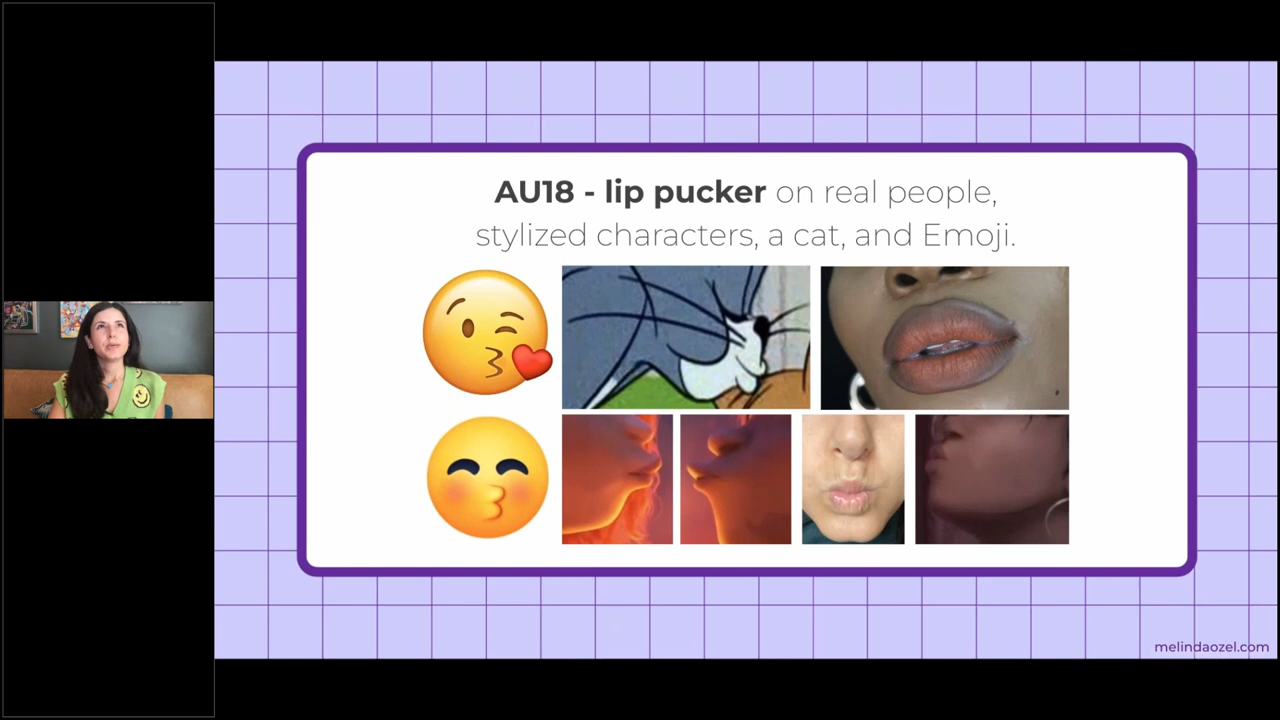 AU18 - lip pucker on real people,
stylized characters, a cat, and Emoji.
melindaozel.com